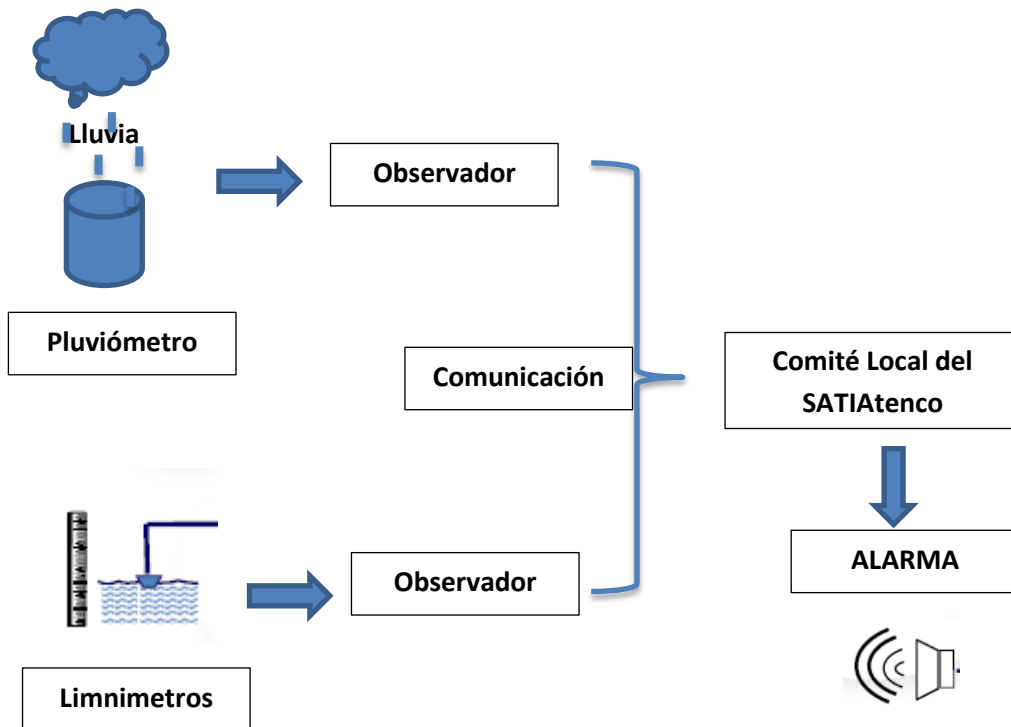 Lluvia
Observador
Pluviómetro
Comunicación
Comité Local del
SATIAtenco
Observador
ALARMA
Limnimetros